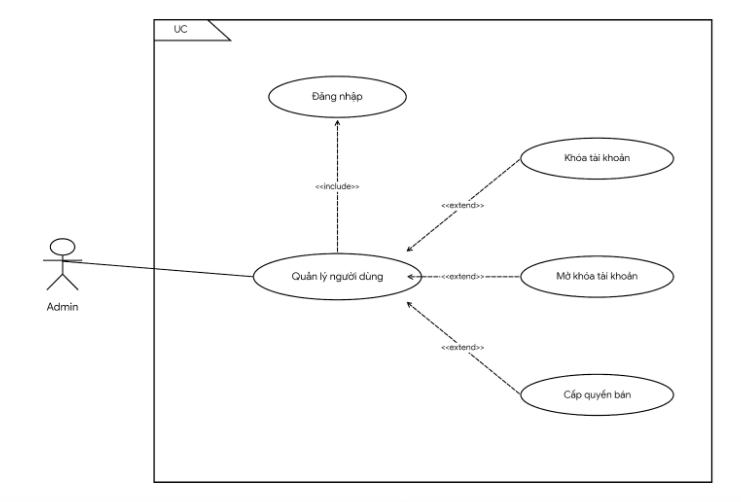 UC
Đăng nhập
Khóa tài khoản
<<include>>
<<extend>>
Quản lý người dùng
<<extend>>
Mở khóa tài khoản
Admin
<<extend>>
Cấp quyền bán